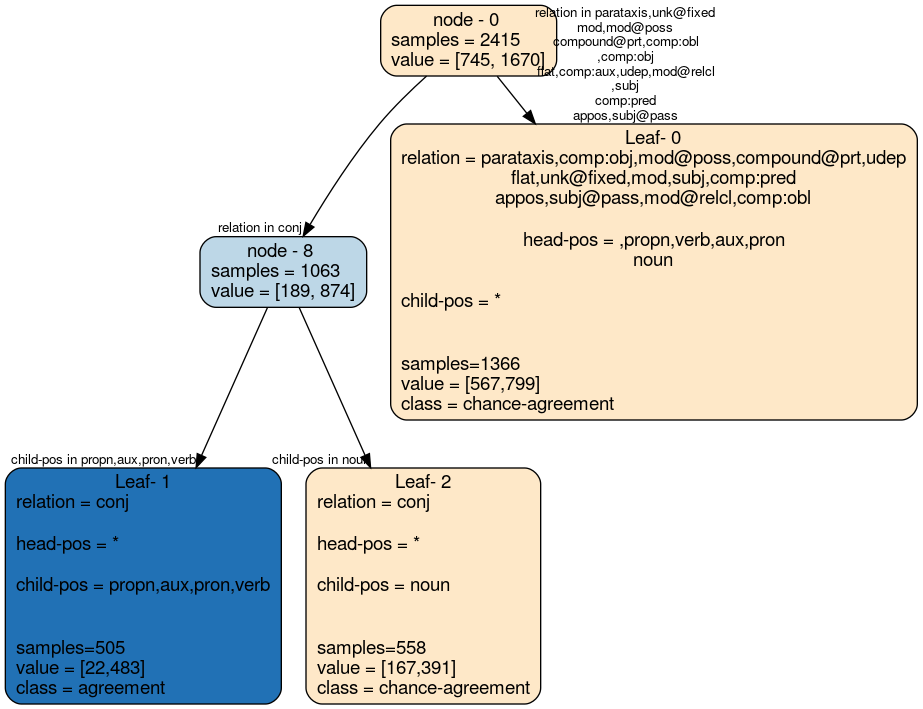 node - 0
samples = 2415
value = [745, 1670]
relation in parataxis,unk@fixed
mod,mod@poss
compound@prt,comp:obl
,comp:obj
flat,comp:aux,udep,mod@relcl
,subj
comp:pred
appos,subj@pass
Leaf- 0
relation = parataxis,comp:obj,mod@poss,compound@prt,udep
flat,unk@fixed,mod,subj,comp:pred
appos,subj@pass,mod@relcl,comp:obl
head-pos = ,propn,verb,aux,pron
noun
child-pos = *
samples=1366
value = [567,799]
class = chance-agreement
relation in conj
node - 8
samples = 1063
value = [189, 874]
child-pos in propn,aux,pron,verb
Leaf- 1
relation = conj
head-pos = *
child-pos = propn,aux,pron,verb
samples=505
value = [22,483]
class = agreement
child-pos in noun
Leaf- 2
relation = conj
head-pos = *
child-pos = noun
samples=558
value = [167,391]
class = chance-agreement